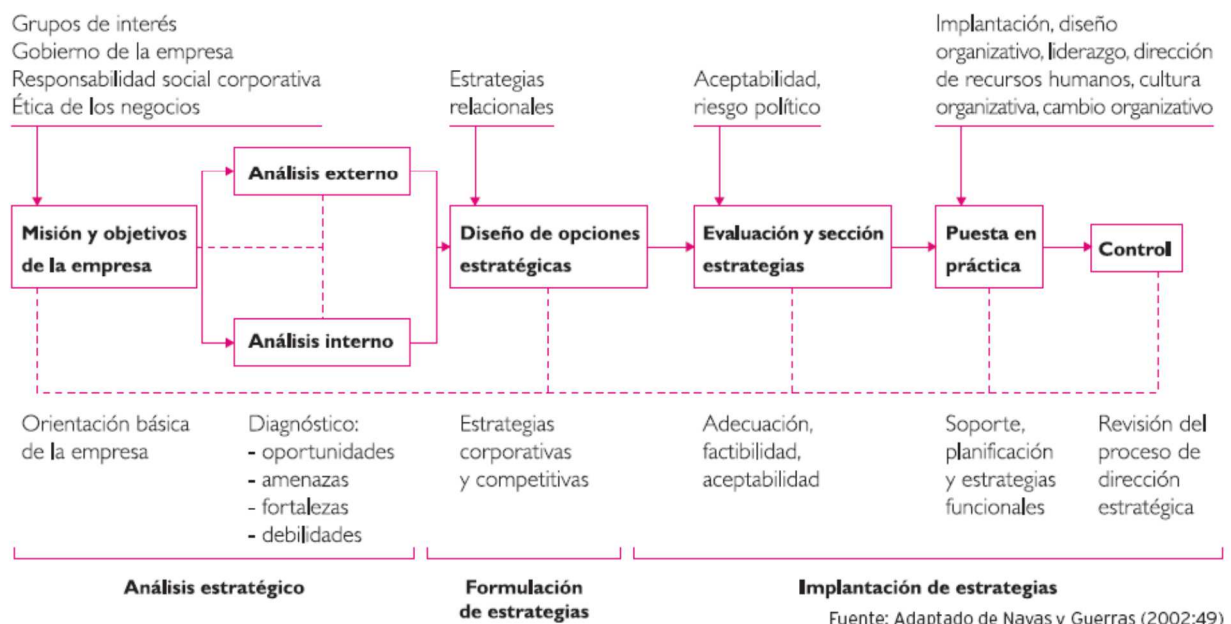 Grupos de interés
Gobierno de la empresa
Responsabilidad social corporativa
Ética de los negocios
Estrategias
relacionales
Aceptabilidad,
riesgo político
Implantación, diseño
organizativo, liderazgo, dirección
de recursos humanos, cultura
organizativa, cambio organizativo
Misión y objetivos
de la empresa
Análisis externo
Análisis interno
Diseño de opciones
estratégicas
Evaluación y sección
estrategias
Puesta en
práctica
Control
Orientación básica
de la empresa
Diagnóstico:
- oportunidades
- amenazas
- fortalezas
- debilidades
Estrategias
corporativas
y competitivas
Adecuación,
factibilidad,
aceptabilidad
Soporte,
planificación
y estrategias
funcionales
Revisión del
proceso de
dirección
estratégica
Análisis estratégico
Formulación
de estrategias
Implantación de estrategias
Fuente: Adaptado de Navas y Guerras (2002:49)